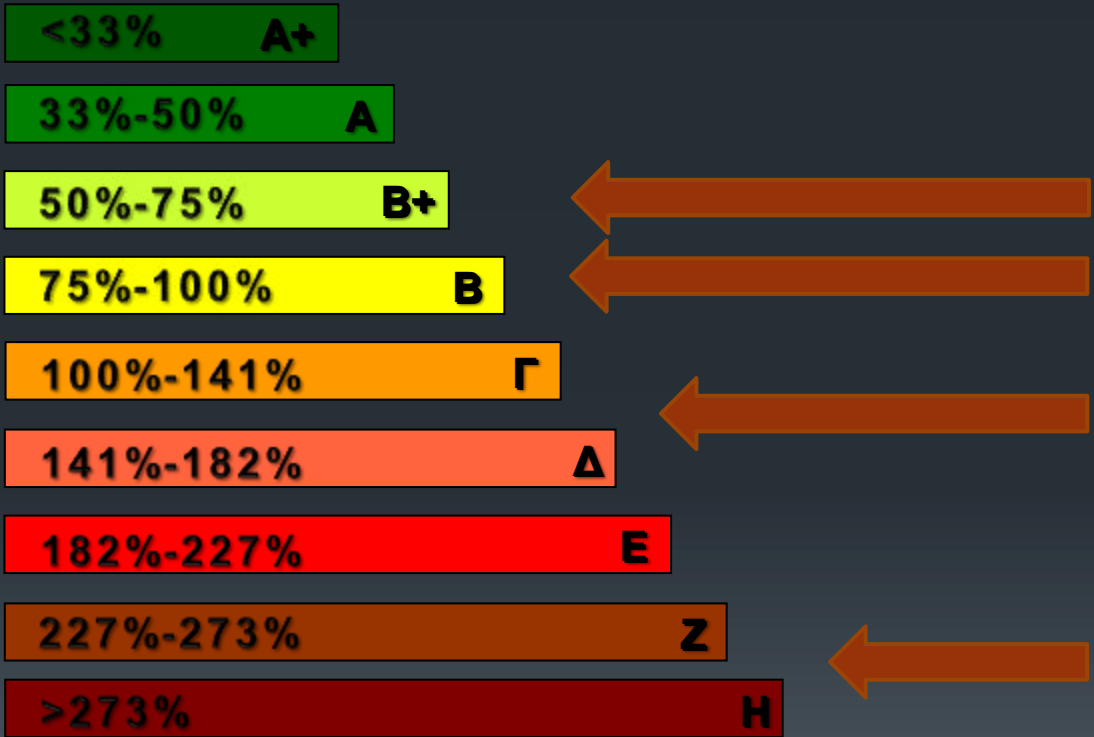 <33% Α+
33%-50% Α
50%-75% Β+
75%-100% Β
100%-141% Γ
141%-182% Δ
182%-227% Ε
227%-273% Ζ
>273% Η